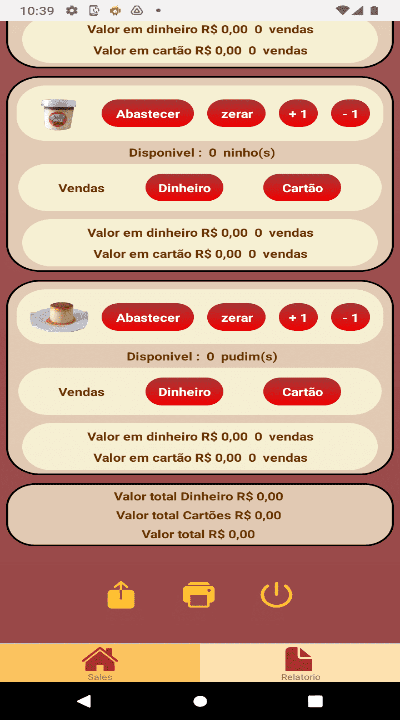 10:39
Valor em dinheiro R$ 0,00 0 vendas
Valor em cartão R$ 0,00 0 vendas
Abastecer zerar + 1 - 1
Disponivel : 0 ninho(s)
Vendas Dinheiro Cartão
Valor em dinheiro R$ 0,00 0 vendas
Valor em cartão R$ 0,00 0 vendas
Abastecer zerar + 1 - 1
Disponivel : 0 pudim(s)
Vendas Dinheiro Cartão
Valor em dinheiro R$ 0,00 0 vendas
Valor em cartão R$ 0,00 0 vendas
Valor total Dinheiro R$ 0,00
Valor total Cartões R$ 0,00
Valor total R$ 0,00
Sales Relatorio